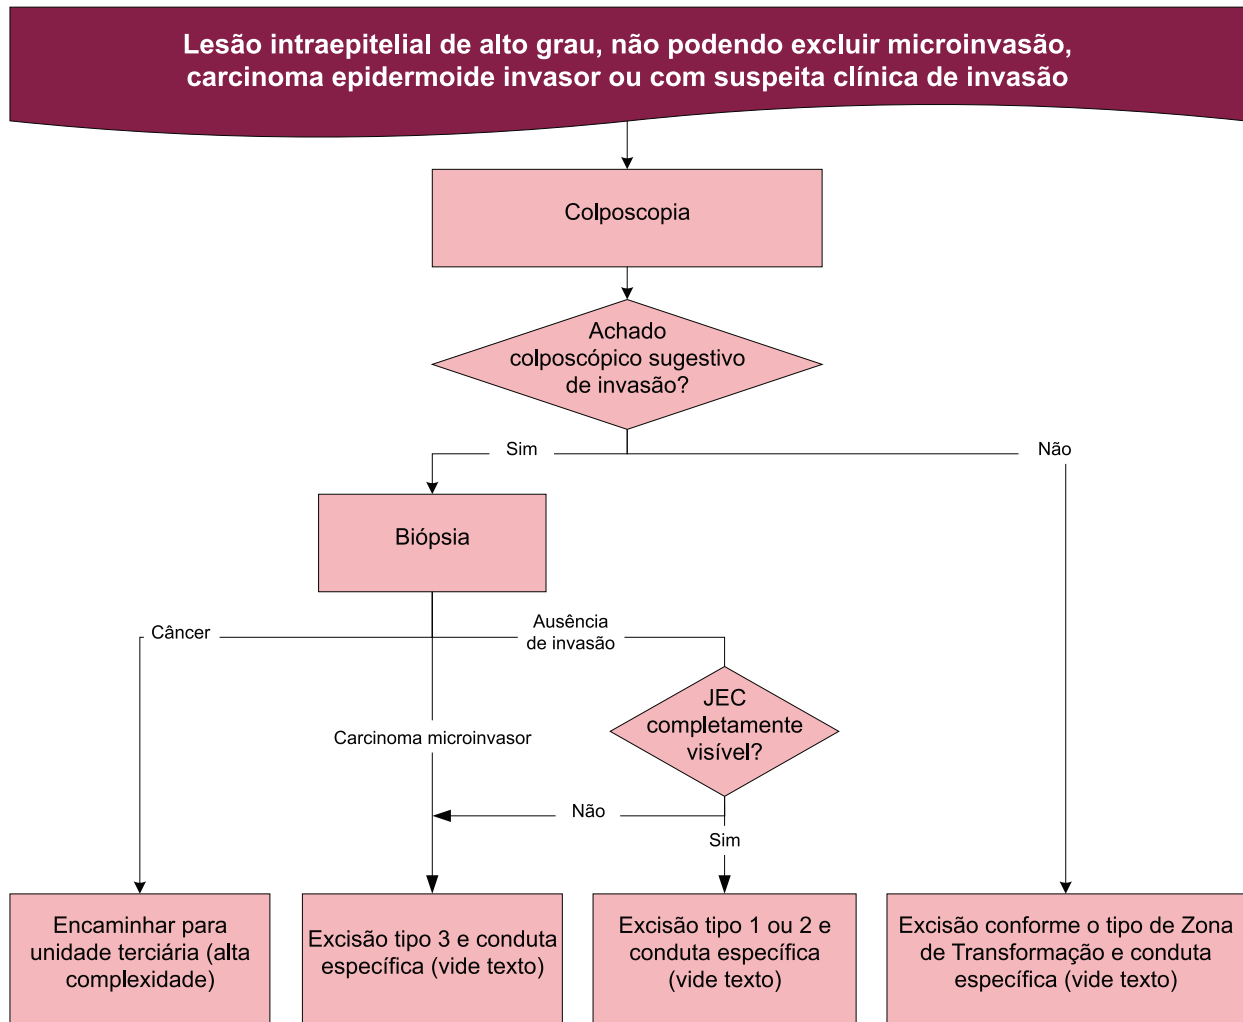 Lesão intraepitelial de alto grau, não podendo excluir microinvasão,
carcinoma epidermoide invasor ou com suspeita clínica de invasão
Colposcopia
Achado
colposcópico sugestivo
de invasão?
Sim
Não
Biópsia
Câncer
Ausência
de invasão
JEC
completamente
visível?
Carcinoma microinvasor
Não
Sim
Encaminhar para
unidade terciária (alta
complexidade)
Excisão tipo 3 e conduta
específica (vide texto)
Excisão tipo 1 ou 2 e
conduta específica
(vide texto)
Excisão conforme o tipo de Zona
de Transformação e conduta
específica (vide texto)